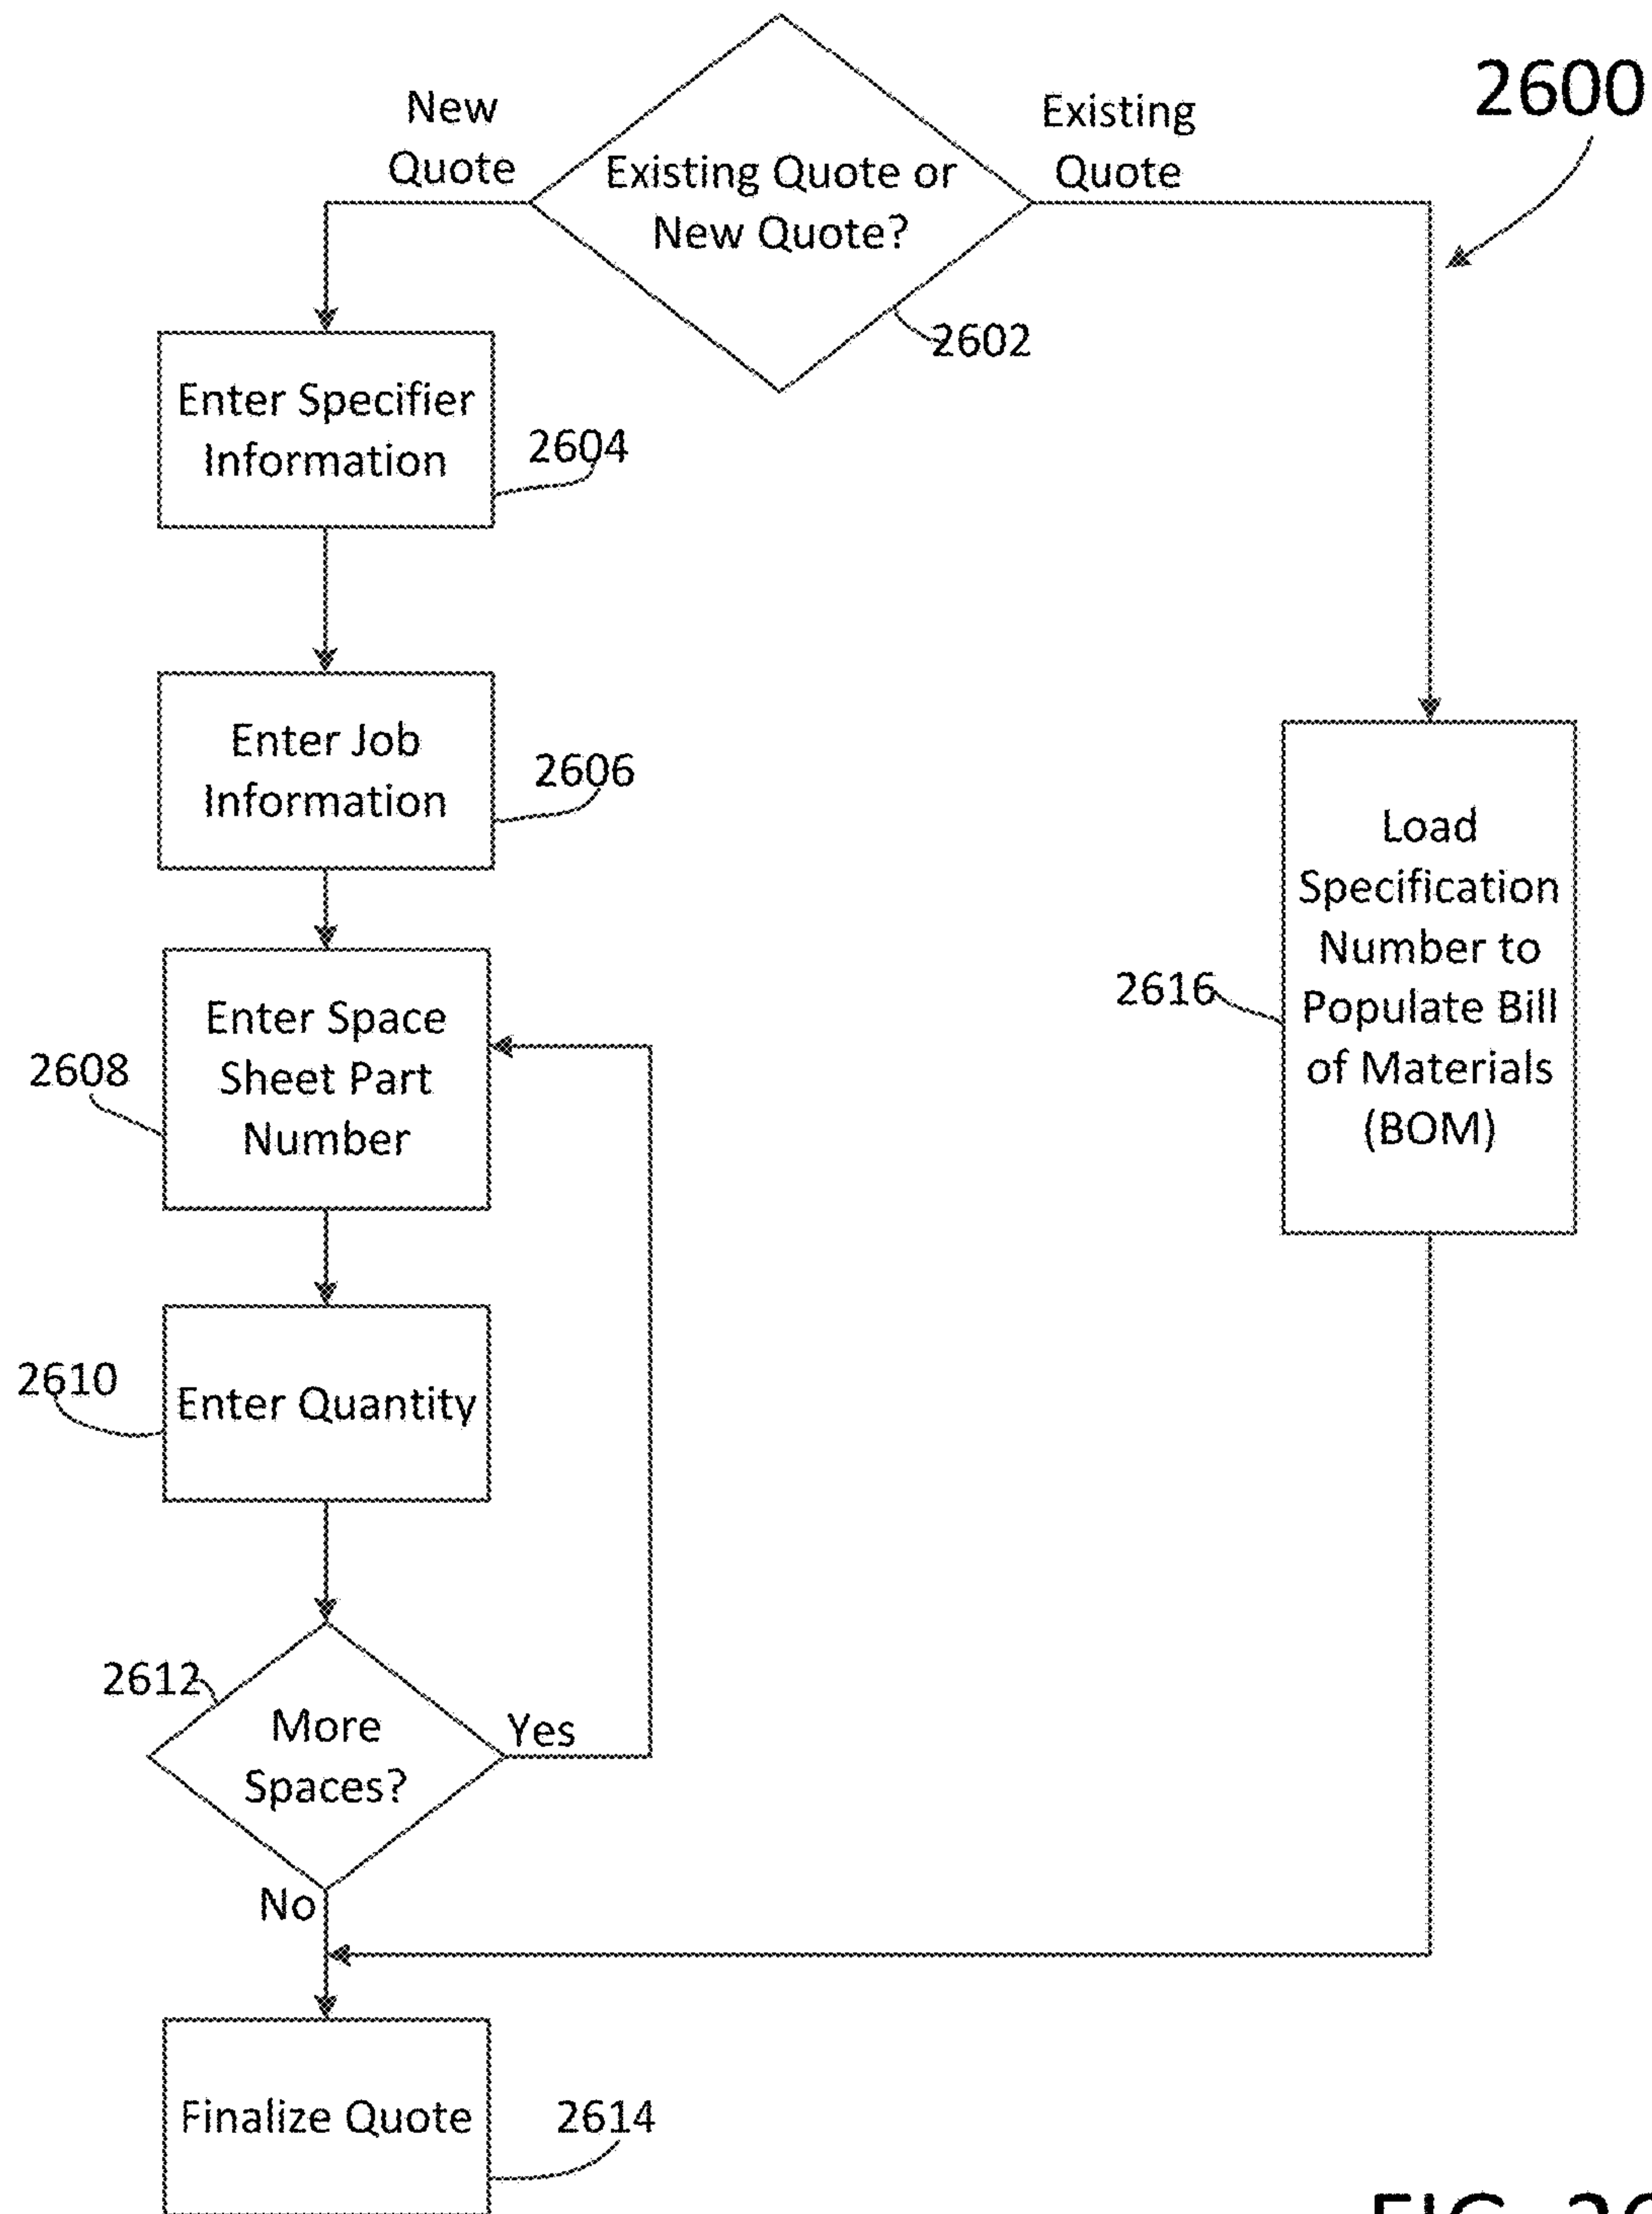 2600
New
Quote
Existing Quote or
New Quote?
Existing
Quote
2602
Enter Specifier
Information
2604
Enter Job
Information
2606
Enter Space
Sheet Part
Number
2608
Load
Specification
Number to
Populate Bill
of Materials
(BOM)
2616
Enter Quantity
2610
2612
More
Spaces?
Yes
No
Finalize Quote
2614